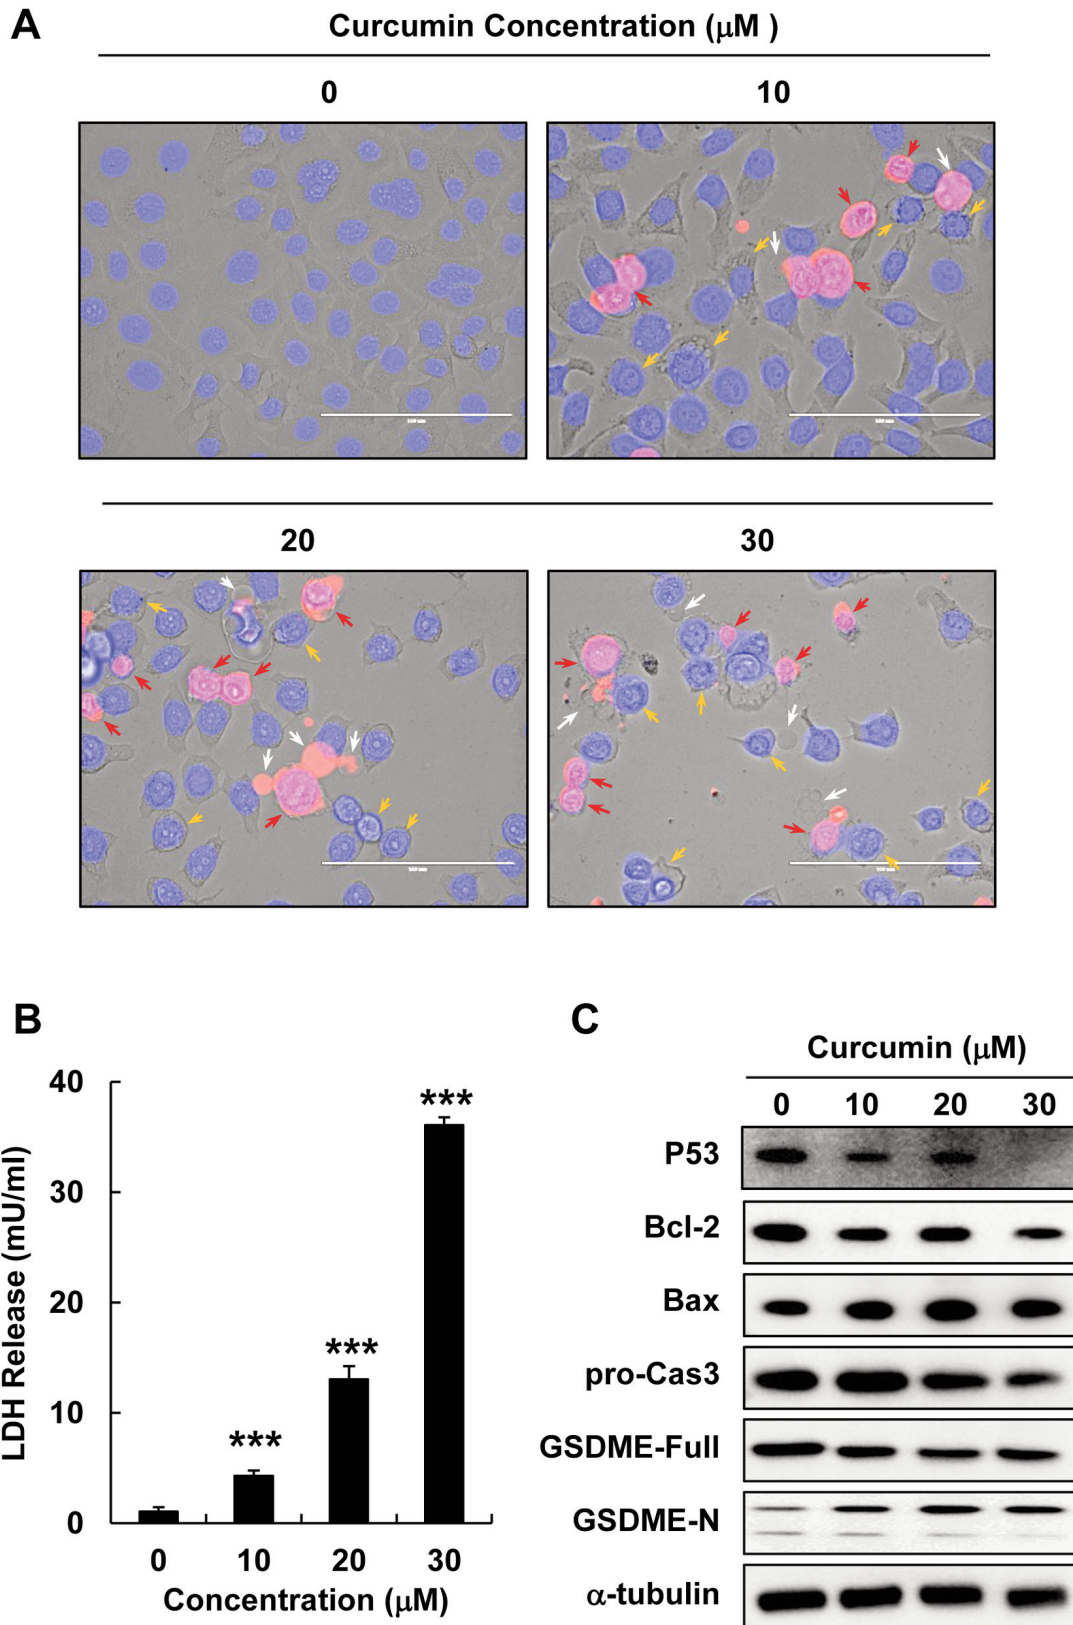 A
Curcumin Concentration (μM )
0
10
20
30
B
LDH Release (mU/ml)
40
30
20
10
0
***
***
***
0 10 20 30
Concentration (μM)
C
Curcumin (μM)
0 10 20 30
P53
Bcl-2
Bax
pro-Cas3
GSDME-Full
GSDME-N
α-tubulin